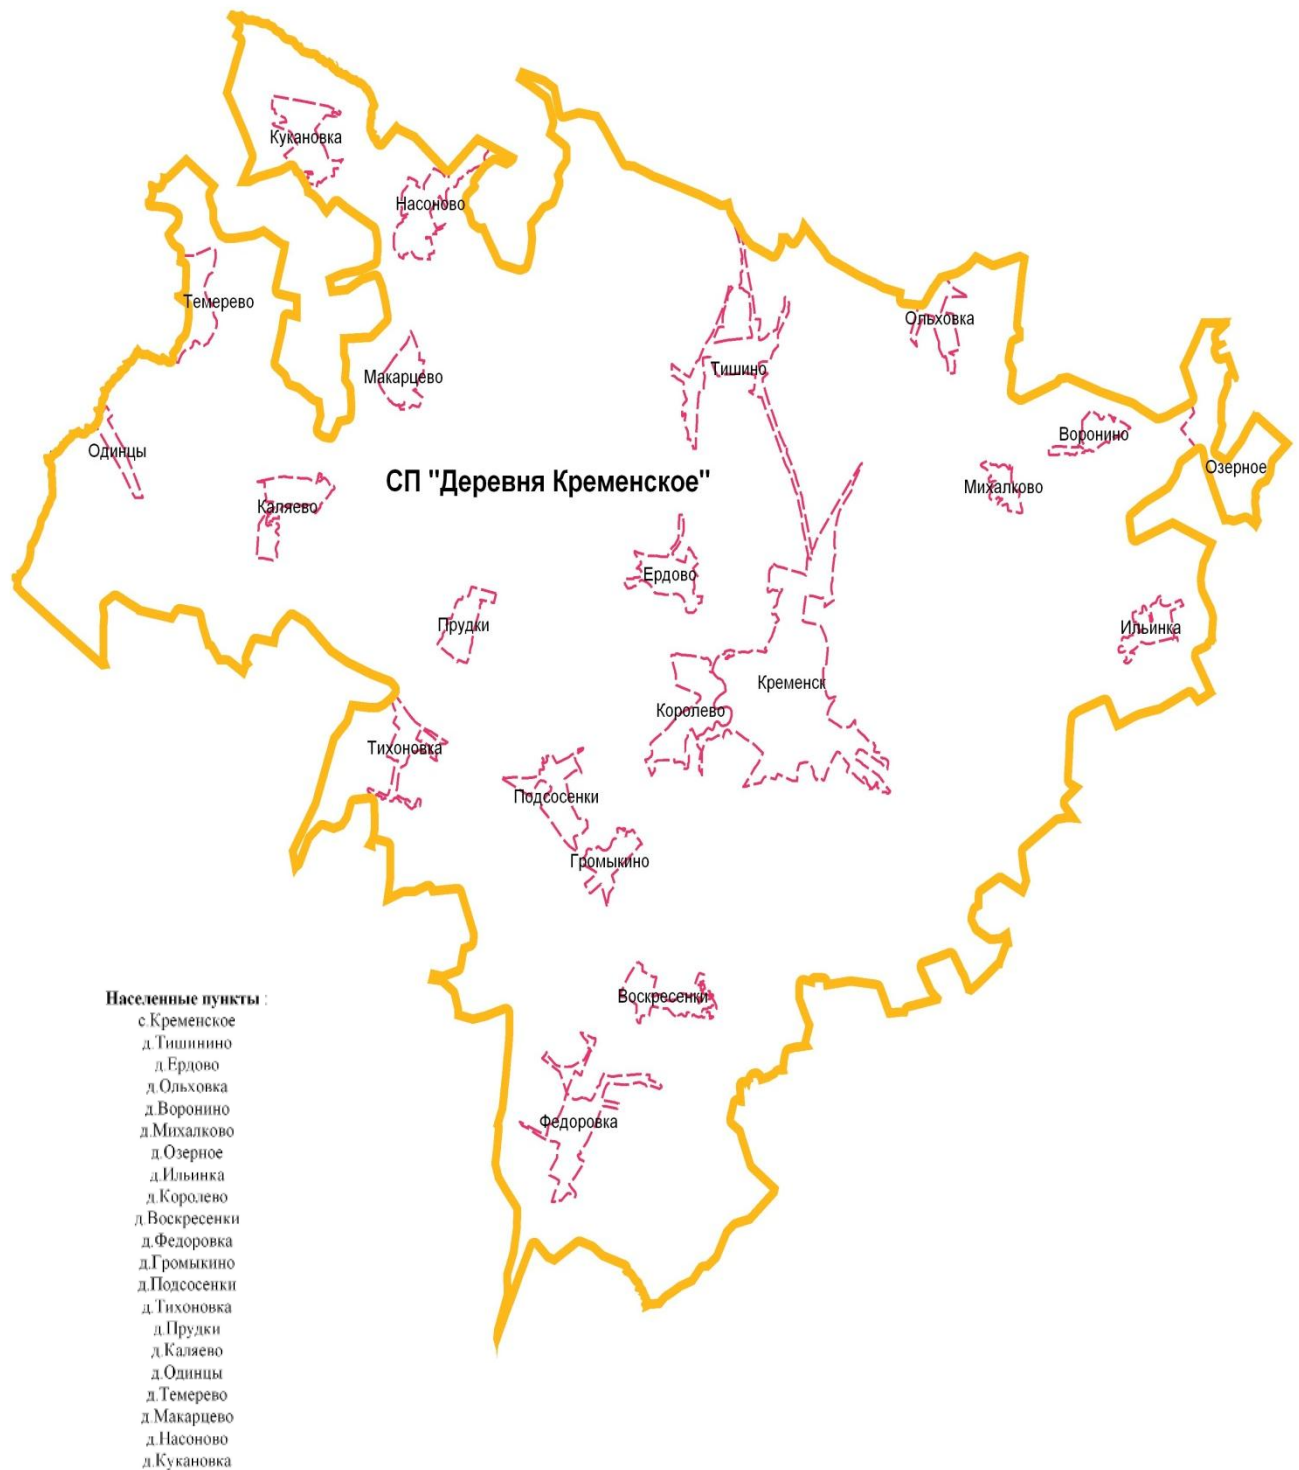 Кукановка
Насоново
Темерево
Ольховка
Тишино
Макарцево
Воронино
Одинцы
Озерное
СП "Деревня Кременское"
Михалково
Каляево
Ердово
Прудки
Ильинка
Кременск
Королево
Тихоновка
Подсосенки
Громыкино
Воскресенки
Федоровка
Населенные пункты :
с.Кременское
д.Тишинино
д.Ердово
д.Ольховка
д.Воронино
д.Михалково
д.Озерное
д.Ильинка
д.Королево
д.Воскресенки
д.Федоровка
д.Громыкино
д.Подсосенки
д.Тихоновка
д.Прудки
д.Каляево
д.Одинцы
д.Темерево
д.Макарцево
д.Насоново
д.Кукановка